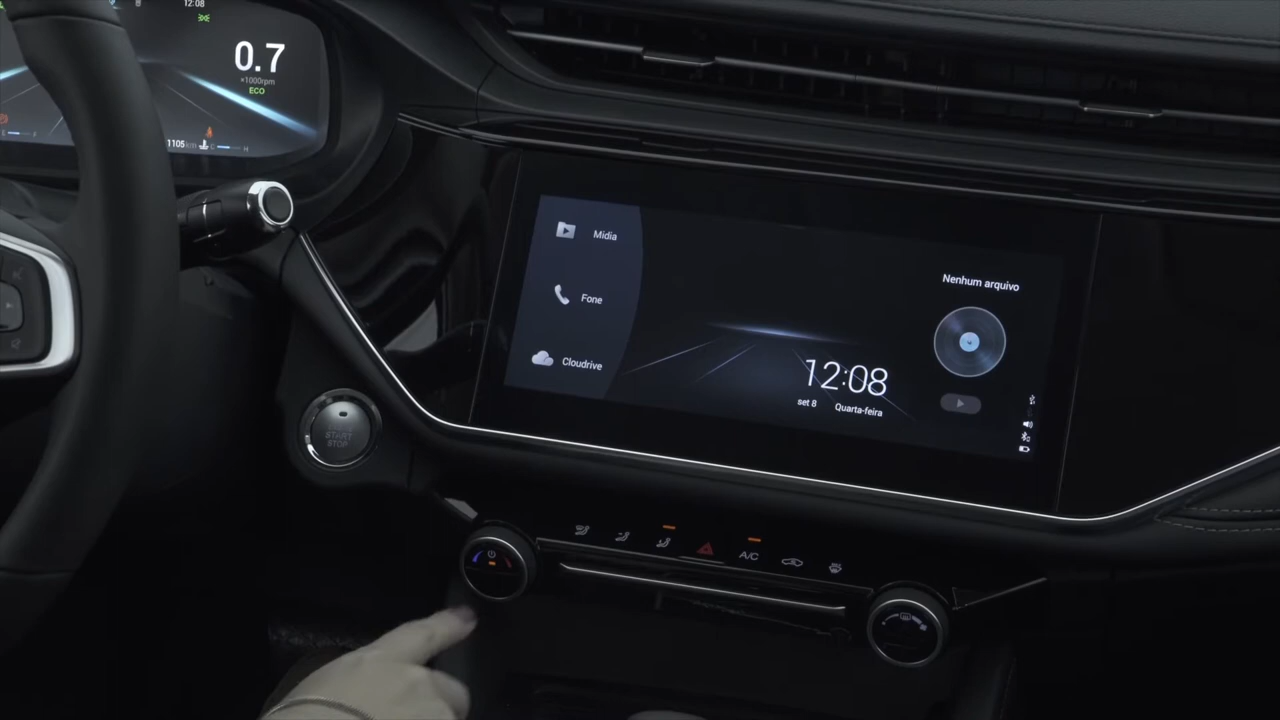 12:08
0.7
×1000rpm
ECO
E
F
1105 km
C
H
Mídia
Fone
Cloudrive
Nenhum arquivo
12:08
set 8 Quarta-feira
START
STOP
A/C